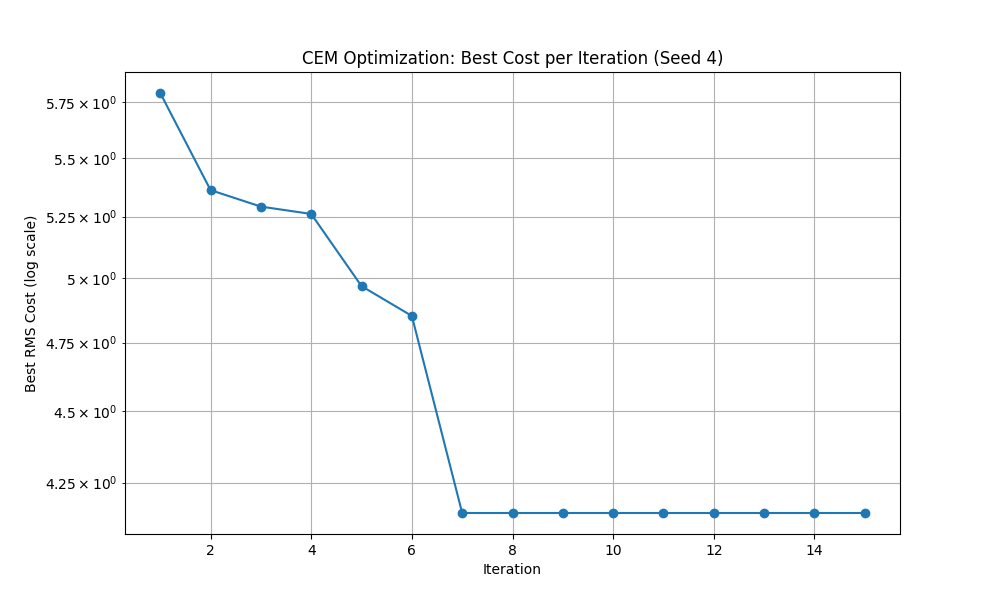 CEM Optimization: Best Cost per Iteration (Seed 4)
Best RMS Cost (log scale)
5.75 × 10⁰
5.5 × 10⁰
5.25 × 10⁰
5 × 10⁰
4.75 × 10⁰
4.5 × 10⁰
4.25 × 10⁰
2 4 6 8 10 12 14
Iteration